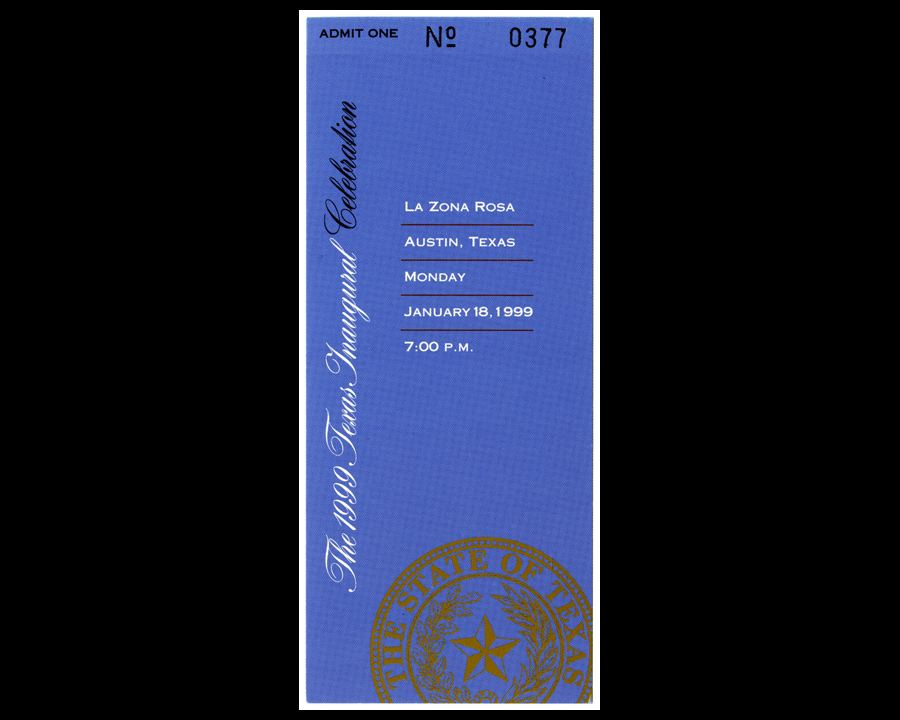 ADMIT ONE Nº 0377
The 1999 Texas Inaugural Celebration
LA ZONA ROSA
AUSTIN, TEXAS
MONDAY
JANUARY 18, 1999
7:00 P.M.
THE STATE OF TEXAS